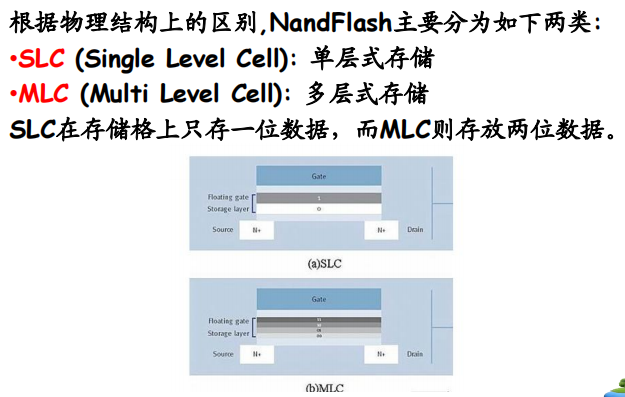 根据物理结构上的区别,NandFlash主要分为如下两类:
•SLC (Single Level Cell): 单层式存储
•MLC (Multi Level Cell): 多层式存储
SLC在存储格上只存一位数据，而MLC则存放两位数据。
Gate
Floating gate
1
Storage layer
0
Source N+ N+ Drain
(a)SLC
Gate
Floating gate
Storage layer
Source N+ N+ Drain
(b)MLC